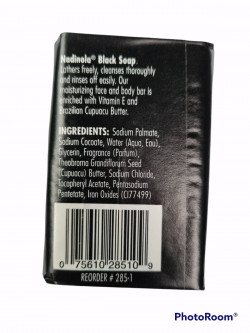 Nadinola® Black Soap
Lathers freely, cleanses thoroughly
and rinses off easily. Our
moisturizing face and body bar is
enriched with Vitamin E and
Brazilian Cupuacu Butter.
INGREDIENTS: Sodium Palmate,
Sodium Cocoate, Water (Aqua, Eau),
Glycerin, Fragrance (Parfum),
Theobroma Grandiflorum Seed
(Cupuacu) Butter, Sodium Chloride,
Tocopheryl Acetate, Pentasodium
Pentetate, Iron Oxides (CI77499)
0 75610 28510 9
REORDER # 285-1
PhotoRoom®